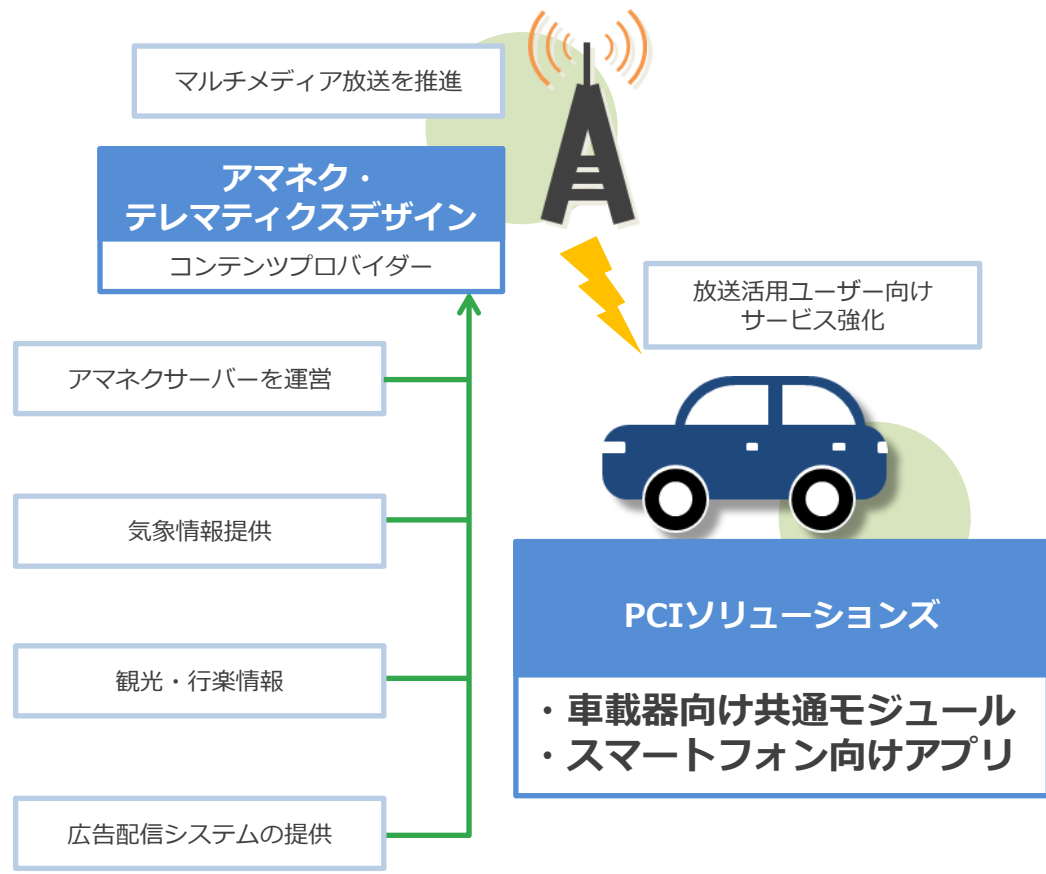 マルチメディア放送を推進
アマネク・
テレマティクスデザイン
コンテンツプロバイダー
放送活用ユーザー向け
サービス強化
アマネクサーバーを運営
気象情報提供
観光・行楽情報
広告配信システムの提供
PCIソリューションズ
・車載器向け共通モジュール
・スマートフォン向けアプリ